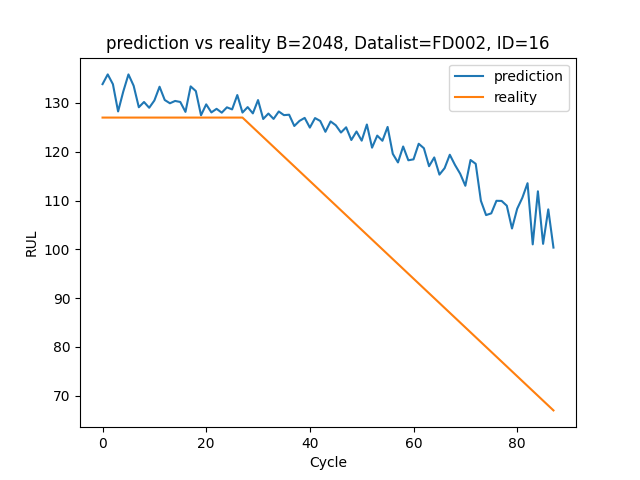 prediction vs reality B=2048, Datalist=FD002, ID=16
prediction
reality
130
120
110
100
90
80
70
RUL
0 20 40 60 80
Cycle